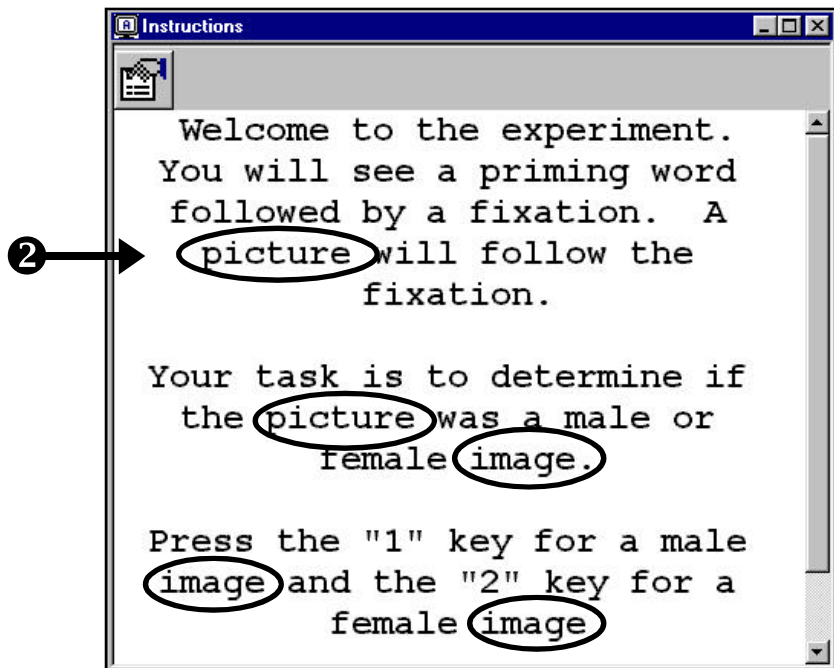 Instructions
Welcome to the experiment.
You will see a priming word
followed by a fixation.  A
❷
picture will follow the
fixation.
Your task is to determine if
the picture was a male or
female image.
Press the "1" key for a male
image and the "2" key for a
female image